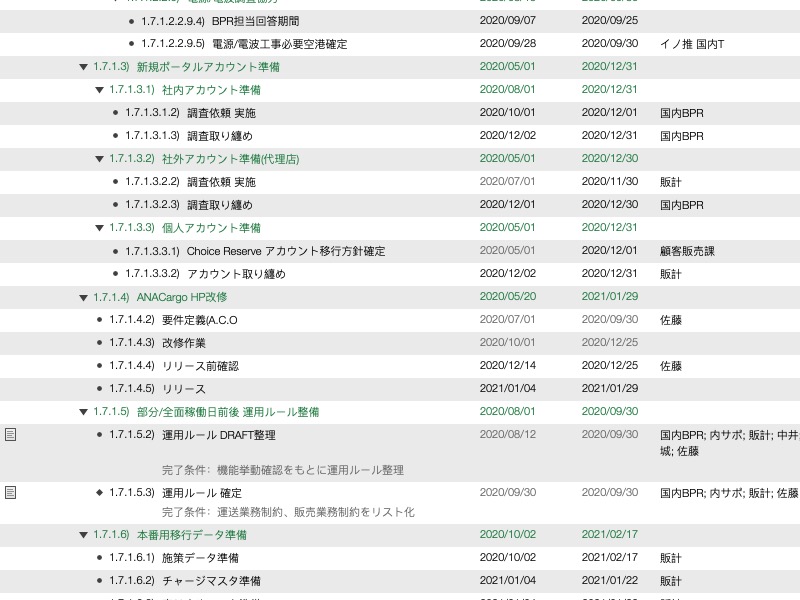 1.7.1.2.2.9.4) BPR担当回答期間 2020/09/07 2020/09/25
1.7.1.2.2.9.5) 電源/電波工事必要空港確定 2020/09/28 2020/09/30 イノ推 国内T
1.7.1.3) 新規ポータルアカウント準備 2020/05/01 2020/12/31
1.7.1.3.1) 社内アカウント準備 2020/08/01 2020/12/31
1.7.1.3.1.2) 調査依頼 実施 2020/10/01 2020/12/01 国内BPR
1.7.1.3.1.3) 調査取り纏め 2020/12/02 2020/12/31 国内BPR
1.7.1.3.2) 社外アカウント準備(代理店) 2020/05/01 2020/12/30
1.7.1.3.2.2) 調査依頼 実施 2020/07/01 2020/11/30 販計
1.7.1.3.2.3) 調査取り纏め 2020/12/01 2020/12/30 国内BPR
1.7.1.3.3) 個人アカウント準備 2020/05/01 2020/12/31
1.7.1.3.3.1) Choice Reserve アカウント移行方針確定 2020/05/01 2020/12/01 顧客販売課
1.7.1.3.3.2) アカウント取り纏め 2020/12/02 2020/12/31 販計
1.7.1.4) ANACargo HP改修 2020/05/20 2021/01/29
1.7.1.4.2) 要件定義(A.C.O 2020/07/01 2020/09/30 佐藤
1.7.1.4.3) 改修作業 2020/10/01 2020/12/25
1.7.1.4.4) リリース前確認 2020/12/14 2020/12/25 佐藤
1.7.1.4.5) リリース 2021/01/04 2021/01/29
1.7.1.5) 部分/全面稼働日前後 運用ルール整備 2020/08/01 2020/09/30
1.7.1.5.2) 運用ルール DRAFT整理 2020/08/12 2020/09/30 国内BPR; 内サポ; 販計; 中井
城; 佐藤
完了条件: 機能挙動確認をもとに運用ルール整理
1.7.1.5.3) 運用ルール 確定 2020/09/30 2020/09/30 国内BPR; 内サポ; 販計; 佐藤
完了条件: 運送業務制約、販売業務制約をリスト化
1.7.1.6) 本番用移行データ準備 2020/10/02 2021/02/17
1.7.1.6.1) 施策データ準備 2020/10/02 2021/02/17 販計
1.7.1.6.2) チャージマスタ準備 2021/01/04 2021/01/22 販計